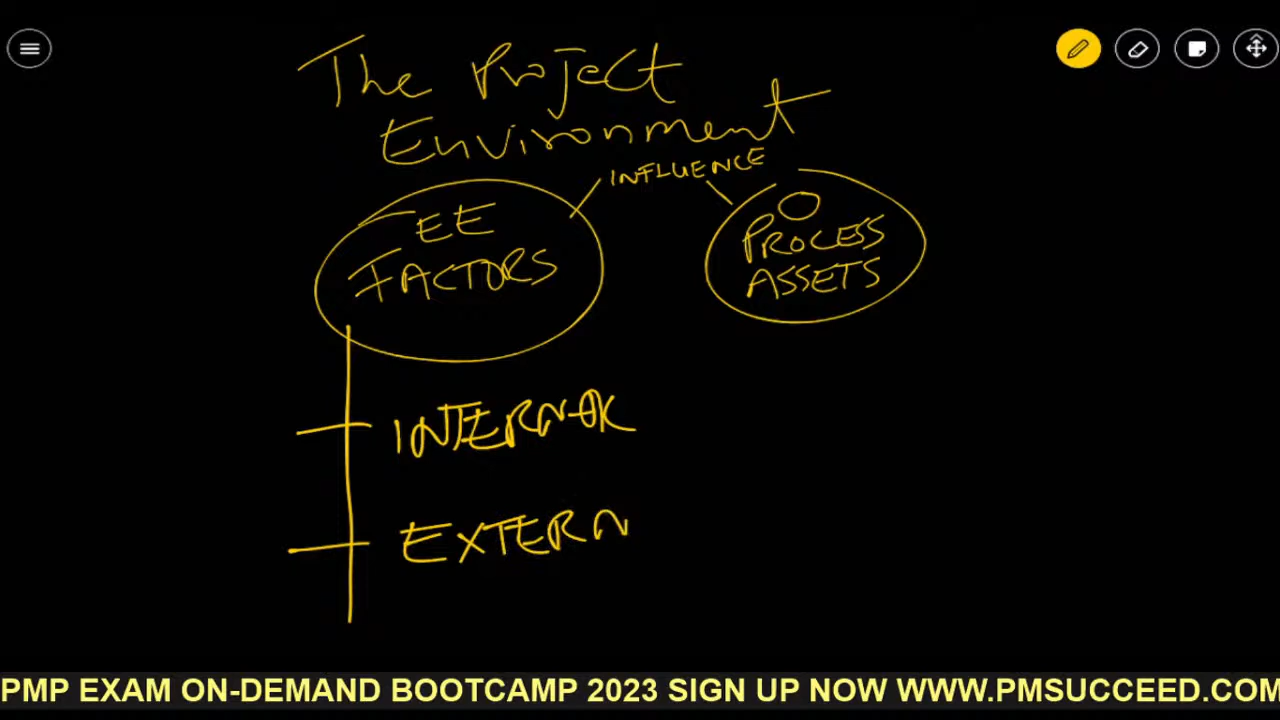 The Project
Environment
INFLUENCE
EE
FACTORS
O
PROCESS
ASSETS
INTERNAL
EXTERN
PMP EXAM ON-DEMAND BOOTCAMP 2023 SIGN UP NOW WWW.PMSUCCEED.COM